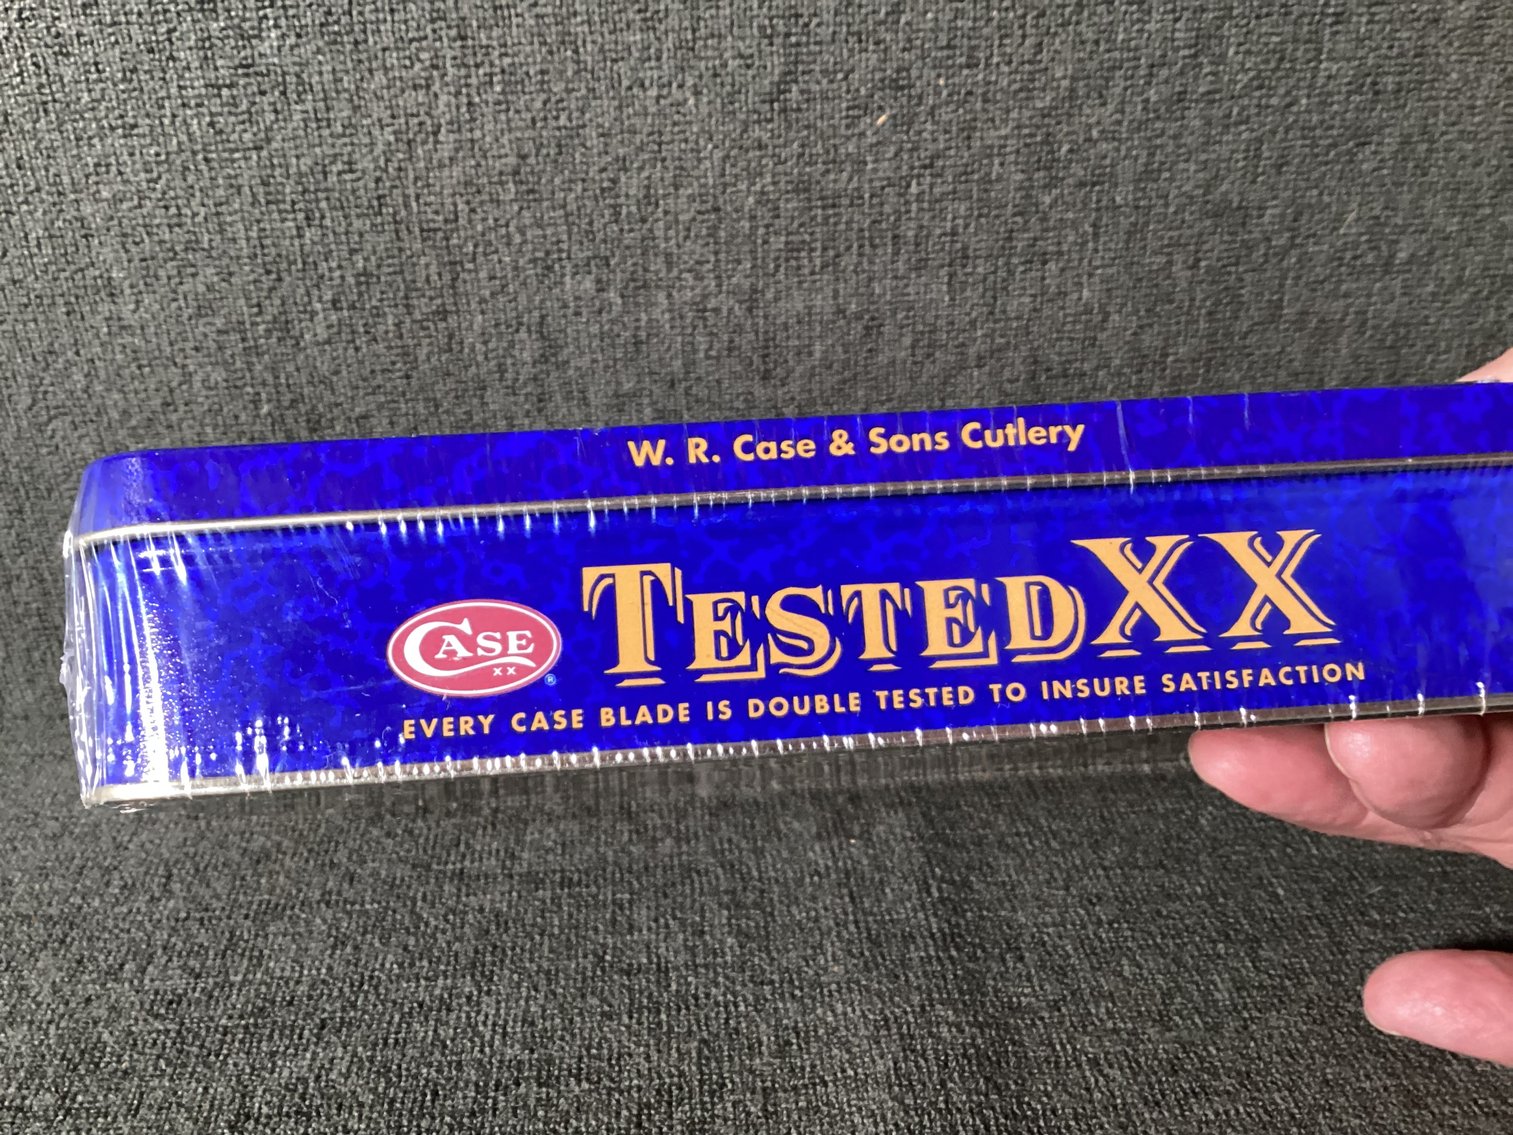 W. R. Case & Sons Cutlery
CASE
XX
®
TESTED XX
EVERY CASE BLADE IS DOUBLE TESTED TO INSURE SATISFACTION